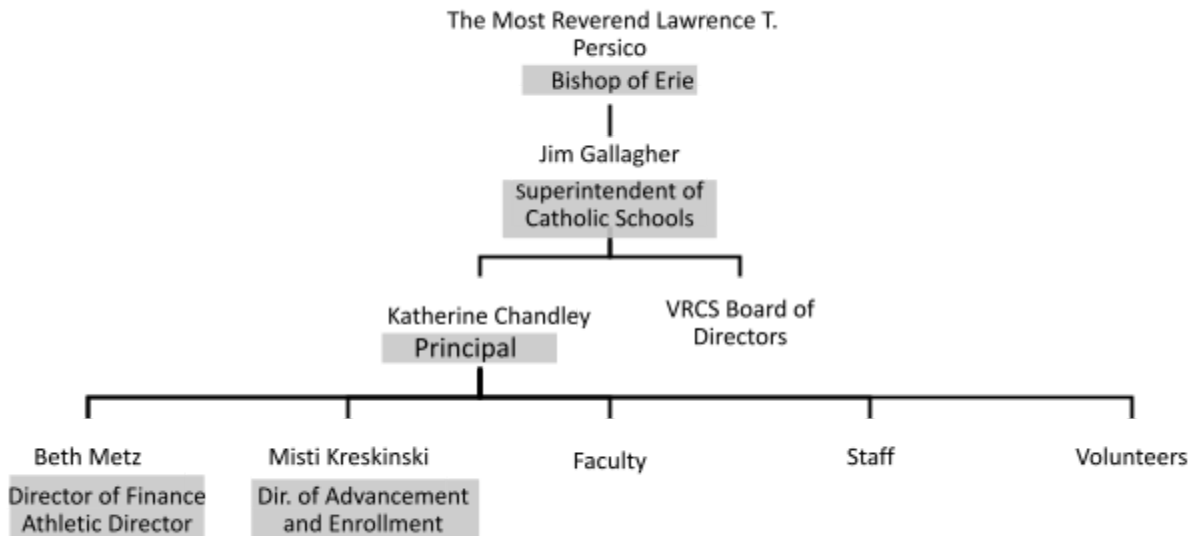 The Most Reverend Lawrence T.
Persico
Bishop of Erie
Jim Gallagher
Superintendent of
Catholic Schools
Katherine Chandley
Principal
VRCS Board of
Directors
Beth Metz
Director of Finance
Athletic Director
Misti Kreskinski
Dir. of Advancement
and Enrollment
Faculty
Staff
Volunteers